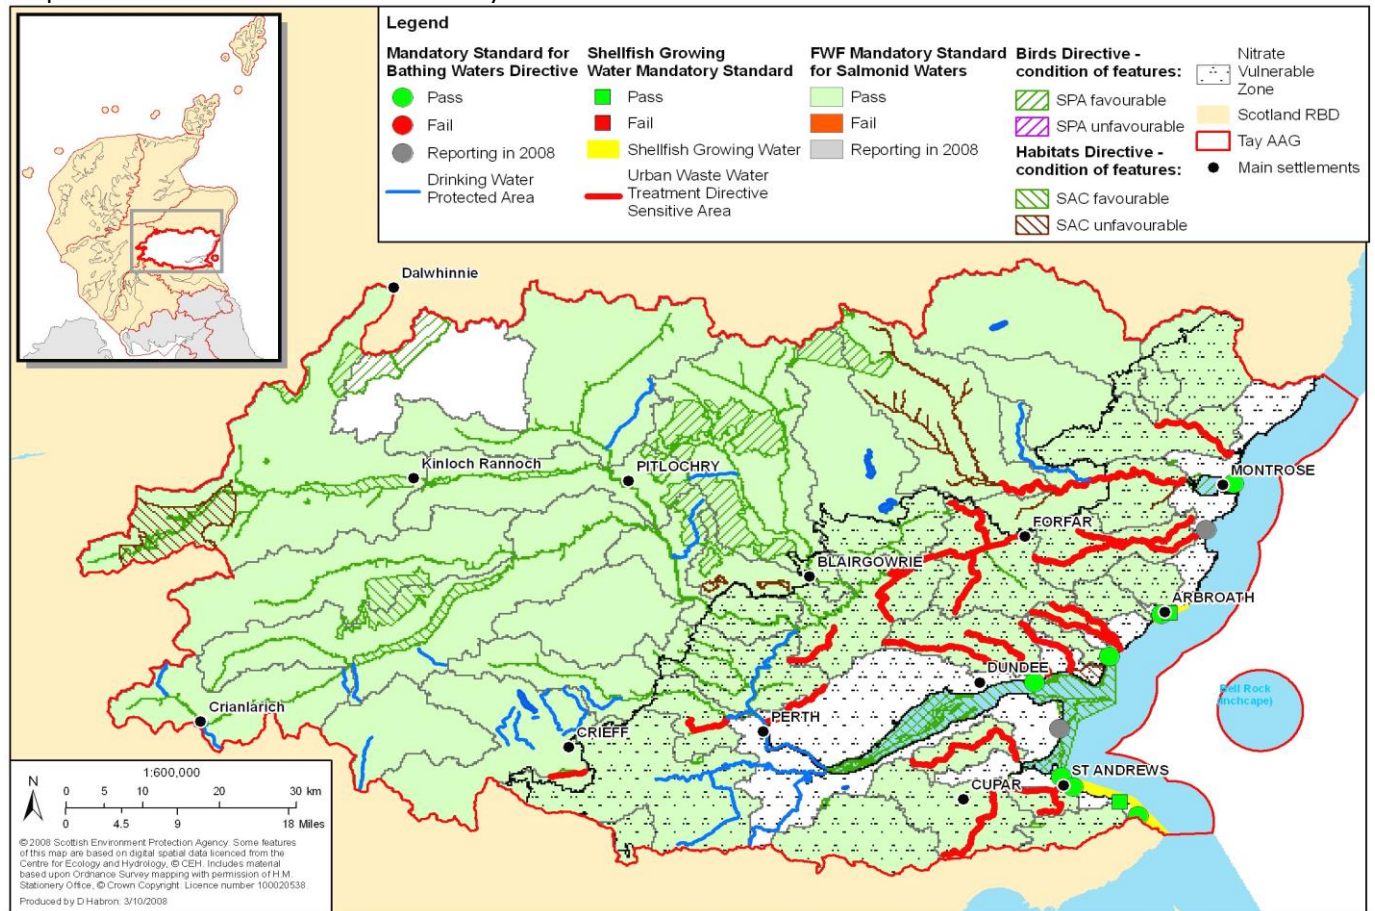 Legend
Mandatory Standard for
Bathing Waters Directive
Pass
Fail
Reporting in 2008
Drinking Water
Protected Area
Shellfish Growing
Water Mandatory Standard
Pass
Fail
Shellfish Growing Water
Urban Waste Water
Treatment Directive
Sensitive Area
FWF Mandatory Standard
for Salmonid Waters
Pass
Fail
Reporting in 2008
Birds Directive -
condition of features:
SPA favourable
SPA unfavourable
Habitats Directive -
condition of features:
SAC favourable
SAC unfavourable
Nitrate
Vulnerable
Zone
Scotland RBD
Tay AAG
Main settlements
Dalwhinnie
Kinloch Rannoch
PITLOCHRY
MONTROSE
FORFAR
BLAIRGOWRIE
ARBROATH
DUNDEE
Bell Rock
(Inchcape)
Crianlarich
PERTH
CRIEFF
ST ANDREWS
CUPAR
N
1:600,000
0 5 10 20 30 km
0 4.5 9 18 Miles
© 2008 Scottish Environment Protection Agency. Some features
of this map are based on digital spatial data licenced from the
Centre for Ecology and Hydrology, © CEH. Includes material
based upon Ordnance Survey mapping with permission of H.M.
Stationery Office, © Crown Copyright. Licence number 100020538.
Produced by D Habron: 3/10/2008